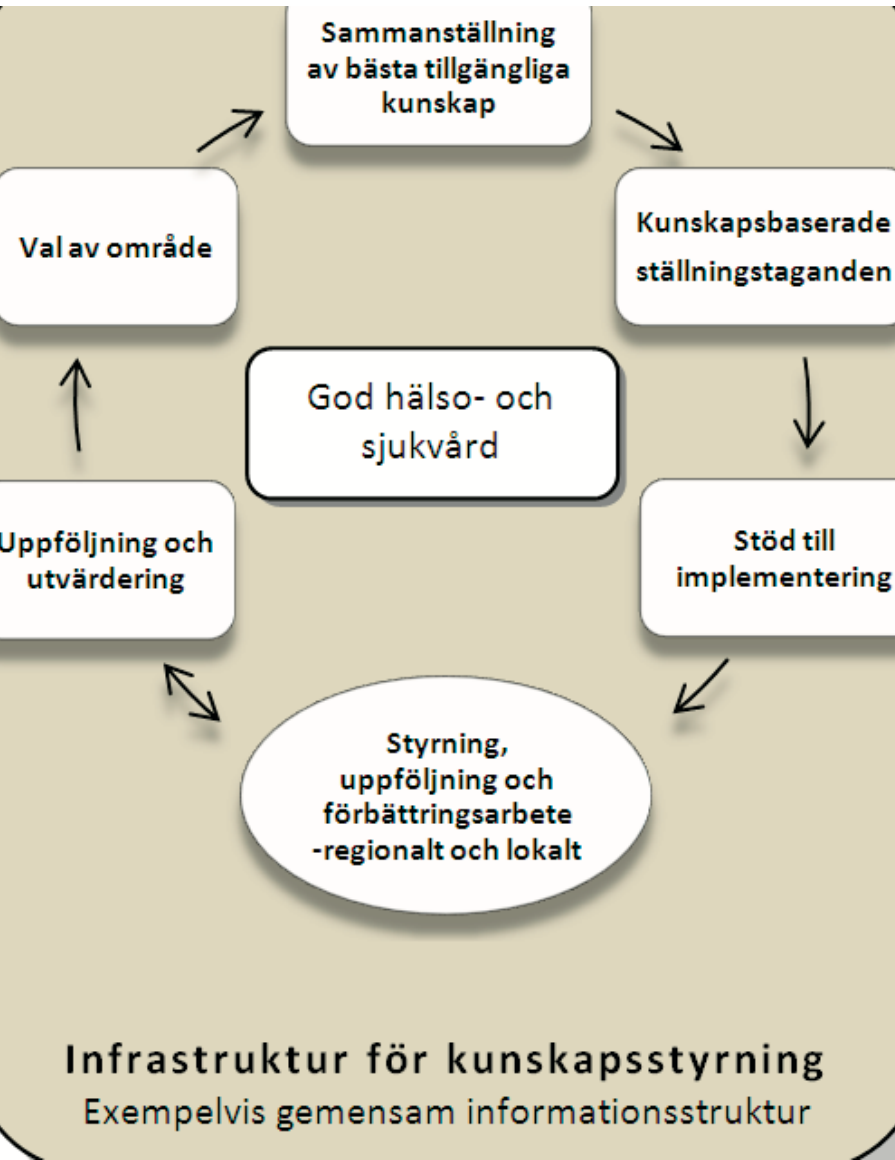 Sammanställning
av bästa tillgängliga
kunskap
Val av område
Kunskapsbaserade
ställningstaganden
God hälso- och
sjukvård
Uppföljning och
utvärdering
Stöd till
implementering
Styrning,
uppföljning och
förbättringsarbete
-regionalt och lokalt
Infrastruktur för kunskapsstyrning
Exempelvis gemensam informationsstruktur